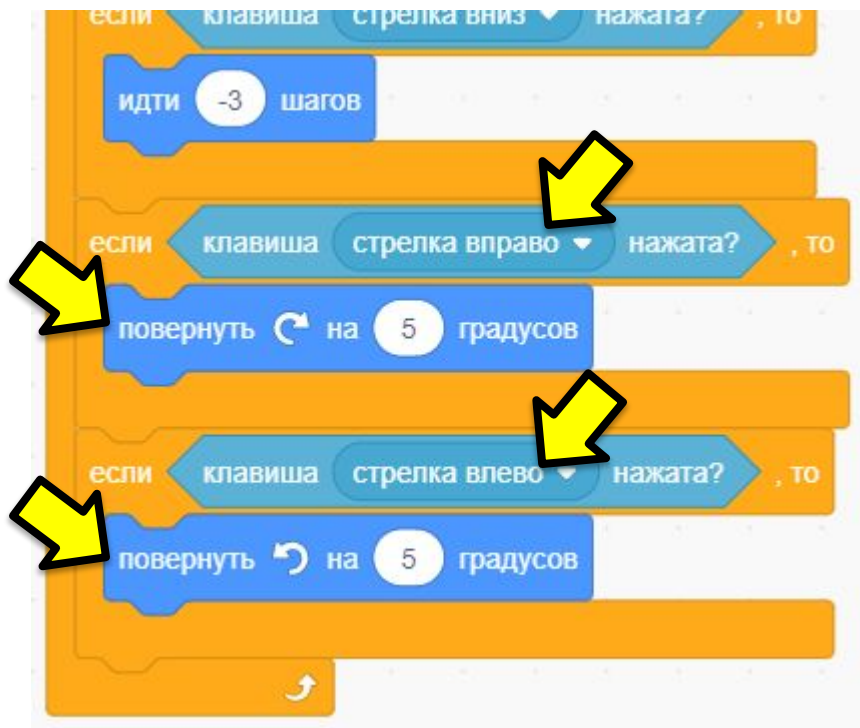 если клавиша стрелка вниз нажата? , то
идти -3 шагов
если клавиша стрелка вправо нажата? , то
повернуть на 5 градусов
если клавиша стрелка влево нажата? , то
повернуть на 5 градусов